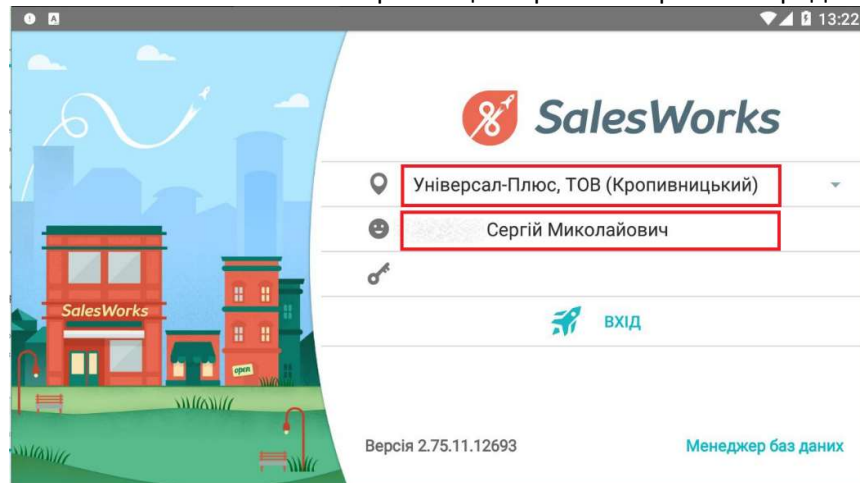 13:22
SalesWorks
Універсал-Плюс, ТОВ (Кропивницький)
Сергій Миколайович
SalesWorks
open
ВХІД
Версія 2.75.11.12693
Менеджер баз даних